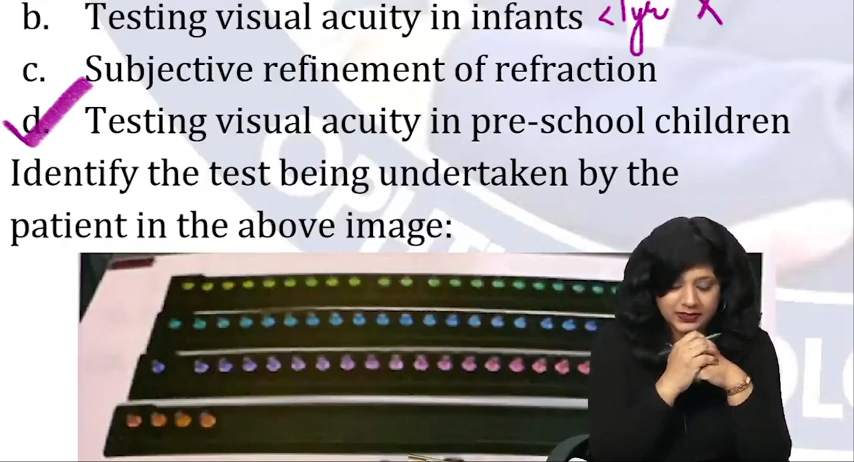 b. Testing visual acuity in infants <1yr X
c. Subjective refinement of refraction
d. Testing visual acuity in pre-school children
Identify the test being undertaken by the
patient in the above image: